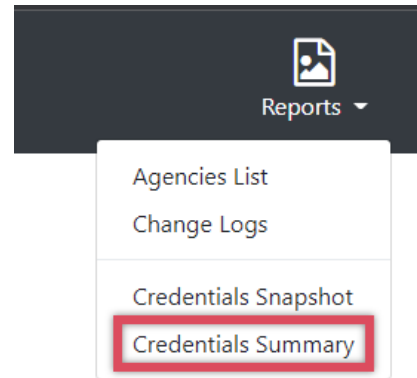 Reports
Agencies List
Change Logs
Credentials Snapshot
Credentials Summary